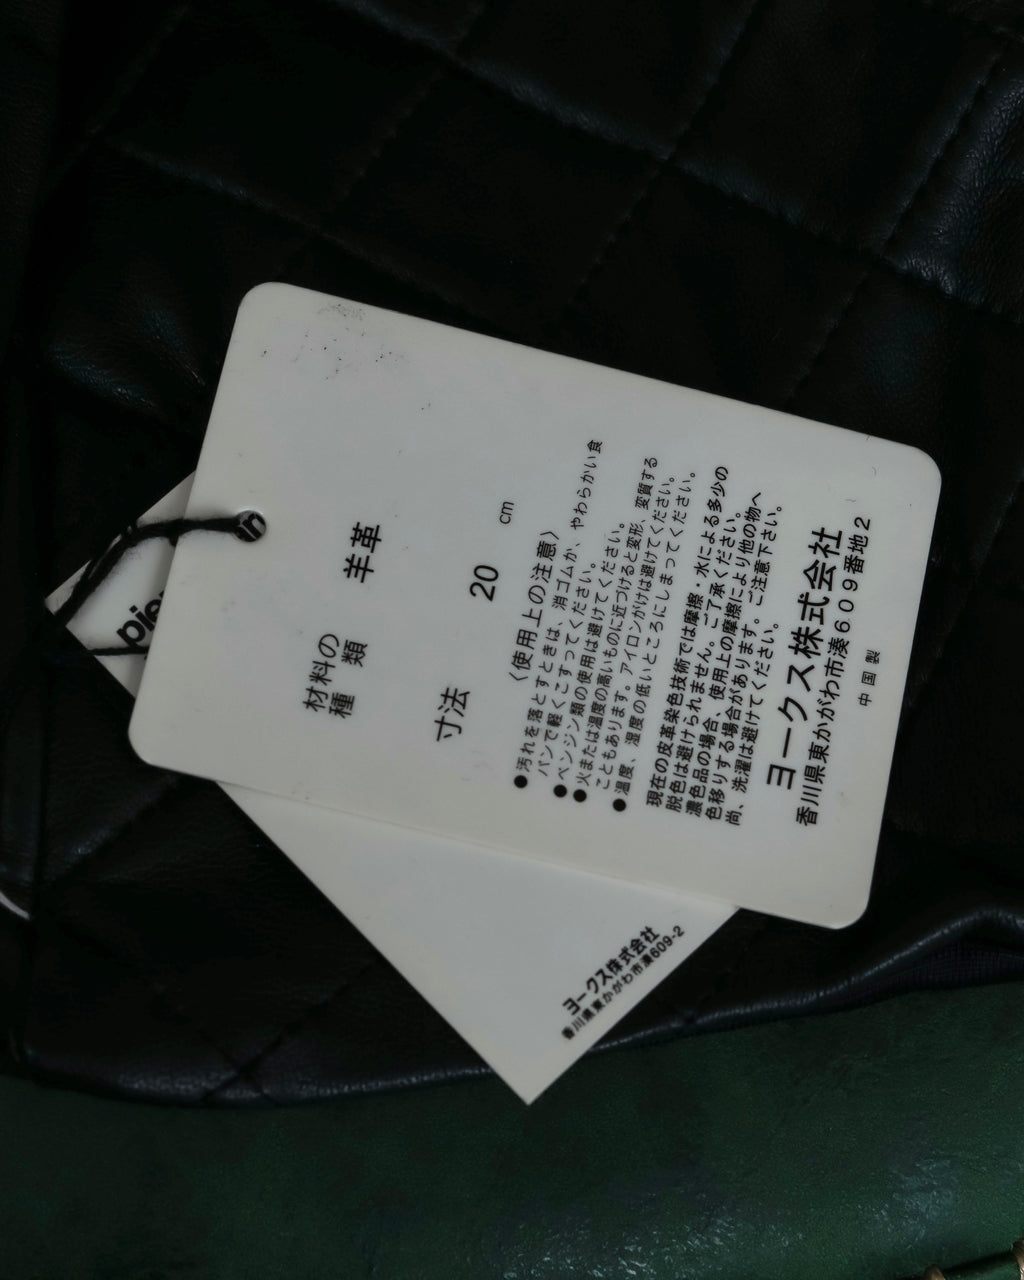 材料の
種類
羊革
寸法
20
cm
〈使用上の注意〉
●汚れを落とすときは、消ゴムか、やわらかい食
パンで軽くこすってください。
●ベンジン類の使用は避けてください。
●火または温度の高いものに近づけると変形、変質する
こともあります。アイロンがけは避けてください。
●温度、湿度の低いところにしまってください。
現在の皮革染色技術では摩擦・水による多少の
脱色は避けられません。ご了承ください。
濃色品の場合、使用上の摩擦により他の物へ
色移りする場合があります。ご注意下さい。
尚、洗濯は避けてください。
ヨークス株式会社
香川県東かがわ市湊609番地2
中国製
ヨークス株式会社
香川県東かがわ市湊609-2